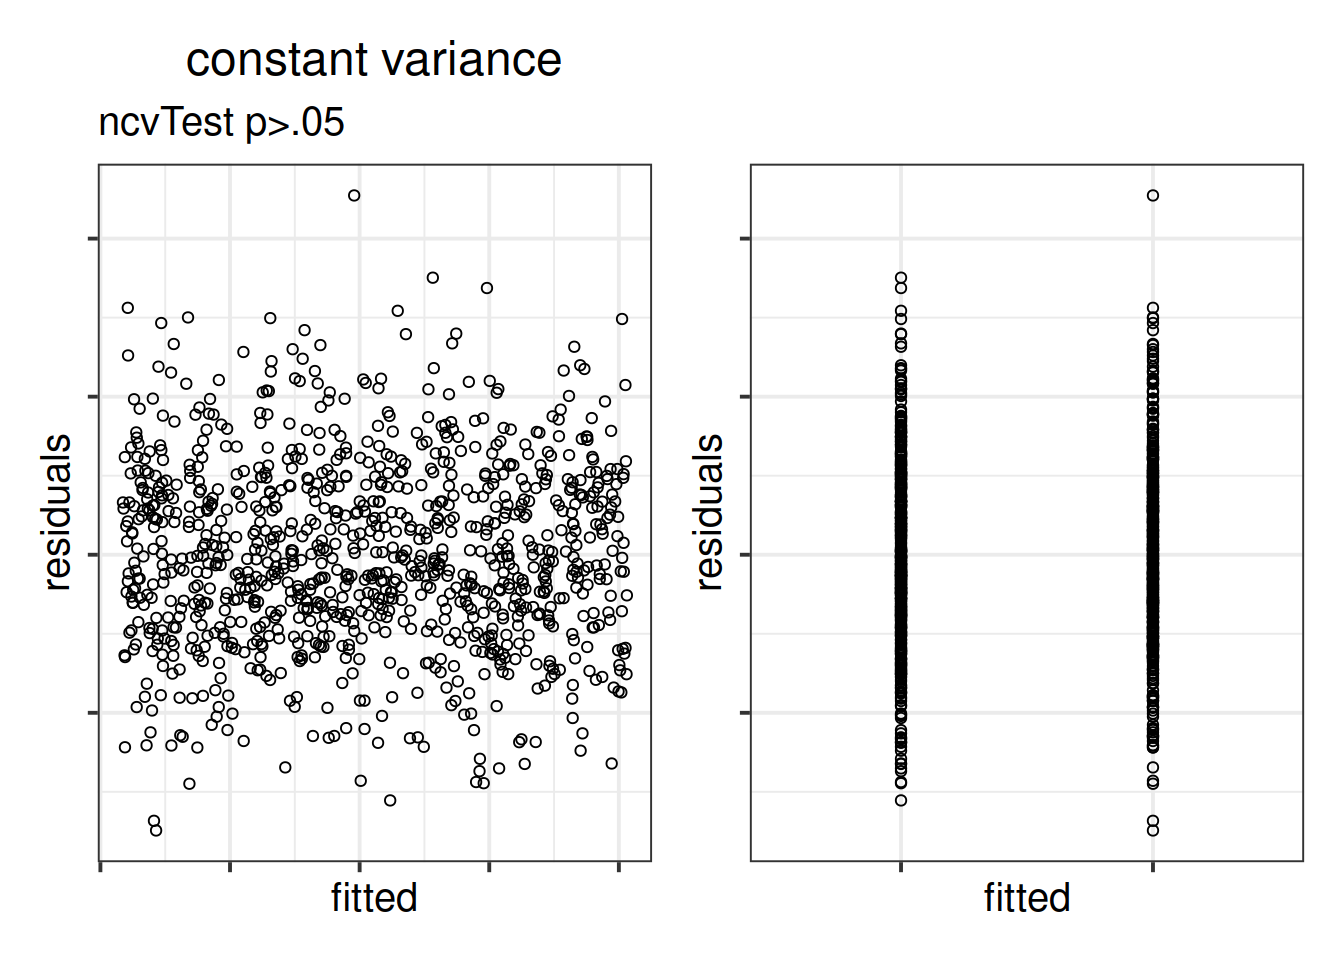 constant variance
ncvTest p>.05
residuals
fitted
residuals
fitted